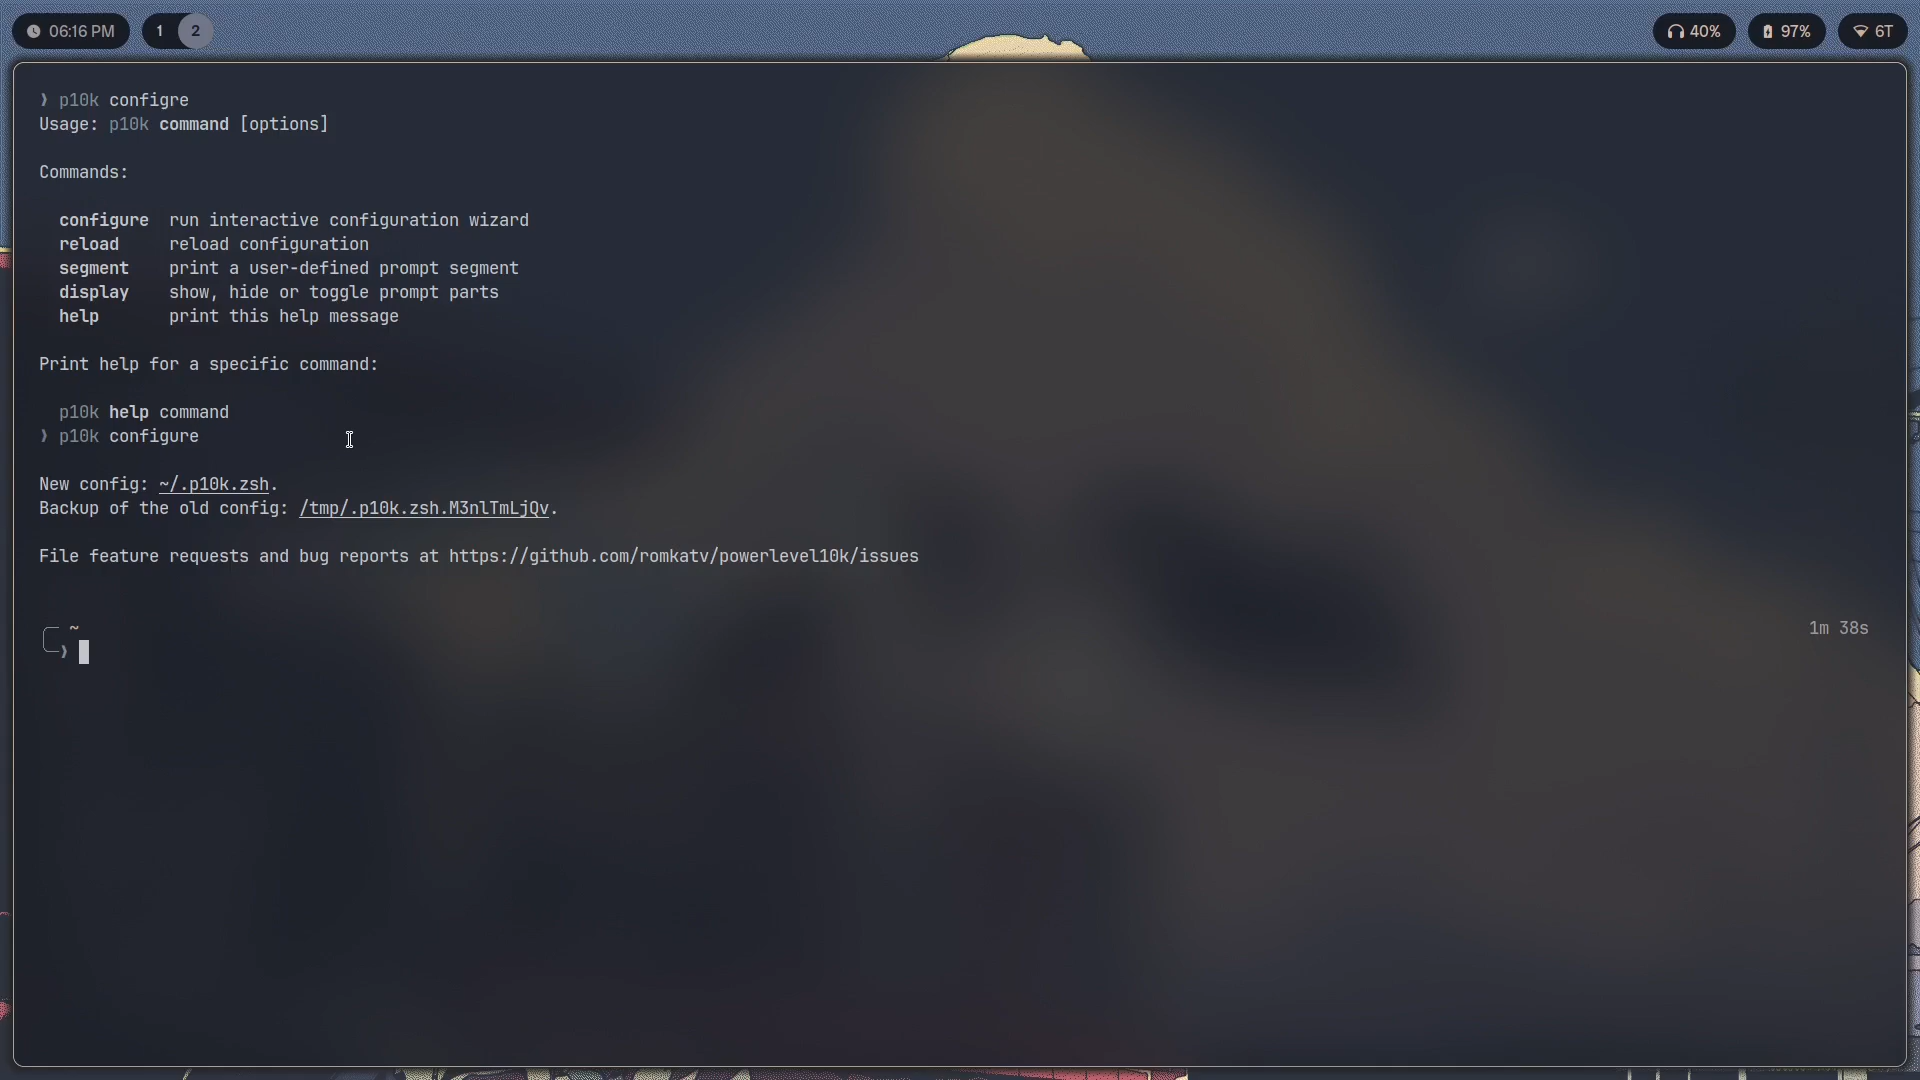 06:16 PM 1 2 40% 97% 6T
❯ p10k configre
Usage: p10k command [options]
Commands:
configure run interactive configuration wizard
reload reload configuration
segment print a user-defined prompt segment
display show, hide or toggle prompt parts
help print this help message
Print help for a specific command:
p10k help command
❯ p10k configure
New config: ~/.p10k.zsh.
Backup of the old config: /tmp/.p10k.zsh.M3nlTmLjQv.
File feature requests and bug reports at https://github.com/romkatv/powerlevel10k/issues
╭─ ~ 1m 38s
╰─❯